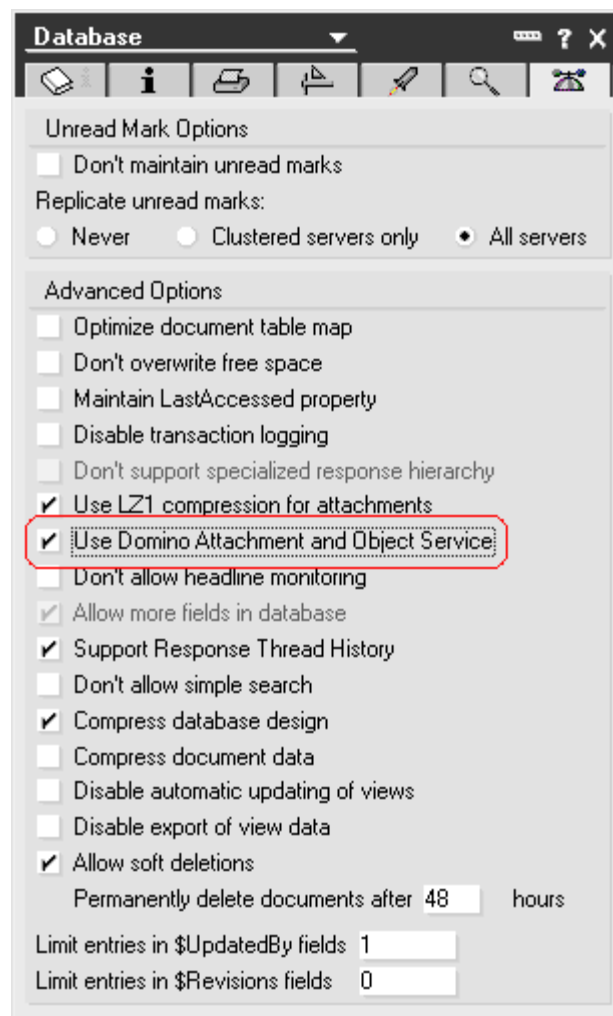 Database ? X
i i
Unread Mark Options
Don't maintain unread marks
Replicate unread marks:
Never Clustered servers only All servers
Advanced Options
Optimize document table map
Don't overwrite free space
Maintain LastAccessed property
Disable transaction logging
Don't support specialized response hierarchy
Use LZ1 compression for attachments
Use Domino Attachment and Object Service
Don't allow headline monitoring
Allow more fields in database
Support Response Thread History
Don't allow simple search
Compress database design
Compress document data
Disable automatic updating of views
Disable export of view data
Allow soft deletions
Permanently delete documents after 48 hours
Limit entries in $UpdatedBy fields 1
Limit entries in $Revisions fields 0